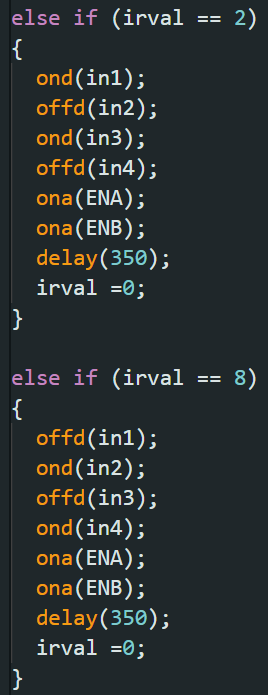 else if (irval == 2)
{
  ond(in1);
  offd(in2);
  ond(in3);
  offd(in4);
  ona(ENA);
  ona(ENB);
  delay(350);
  irval =0;
}
else if (irval == 8)
{
  offd(in1);
  ond(in2);
  offd(in3);
  ond(in4);
  ona(ENA);
  ona(ENB);
  delay(350);
  irval =0;
}